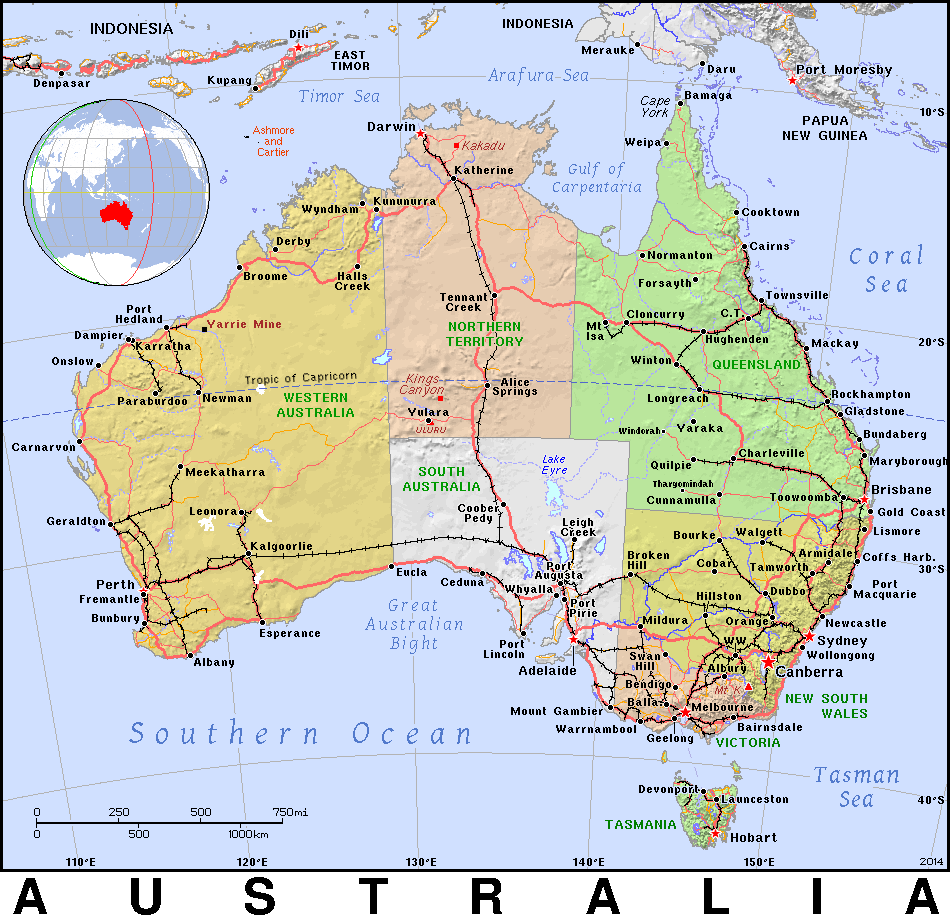 INDONESIA
INDONESIA
Dili
EAST
TIMOR
Merauke
Denpasar
Kupang
Timor Sea
Arafura Sea
Daru
Port Moresby
PAPUA
NEW GUINEA
10°S
Cape
York
Bamaga
Ashmore
and
Cartier
Darwin
Kakadu
Weipa
Katherine
Gulf of
Carpentaria
Wyndham
Kununurra
Cooktown
Derby
Broome
Halls
Creek
Normanton
Cairns
Forsayth
Coral
Sea
Tennant
Creek
Townsville
Port
Hedland
Yarrie Mine
Dampier
Karratha
Onslow
Mt
Isa
Cloncurry
C.T.
Hughenden
NORTHERN
TERRITORY
Mackay
20°S
Winton
QUEENSLAND
Tropic of Capricorn
Kings
Canyon
Alice
Springs
Paraburdoo
Newman
WESTERN
AUSTRALIA
Longreach
Rockhampton
Gladstone
Yulara
ULURU
Windorah
Yaraka
Bundaberg
Carnarvon
Meekatharra
SOUTH
AUSTRALIA
Lake
Eyre
Quilpie
Charleville
Maryborough
Thargomindah
Cunnamulla
Toowoomba
Brisbane
Leonora
Geraldton
Coober
Pedy
Leigh
Creek
Gold Coast
Lismore
Kalgoorlie
Bourke
Walgett
Armidale
Coffs Harb.
Broken
Hill
Cobar
Tamworth
30°S
Eucla
Ceduna
Port
Augusta
Whyalla
Port
Pirie
Perth
Fremantle
Port
Macquarie
Hillston
Dubbo
Bunbury
Great
Australian
Bight
Mildura
Orange
Newcastle
Esperance
Albany
Port
Lincoln
Adelaide
Swan
Hill
WW
Sydney
Wollongong
Albury
Canberra
Bendigo
Mt K
NEW SOUTH
WALES
Mount Gambier
Balla.
Melbourne
Warrnambool
Geelong
Bairnsdale
VICTORIA
Southern Ocean
Tasman
Sea
Devonport
Launceston
40°S
TASMANIA
Hobart
0 250 500 750mi
0 500 1000km
110°E 120°E 130°E 140°E 150°E 2014
A U S T R A L I A